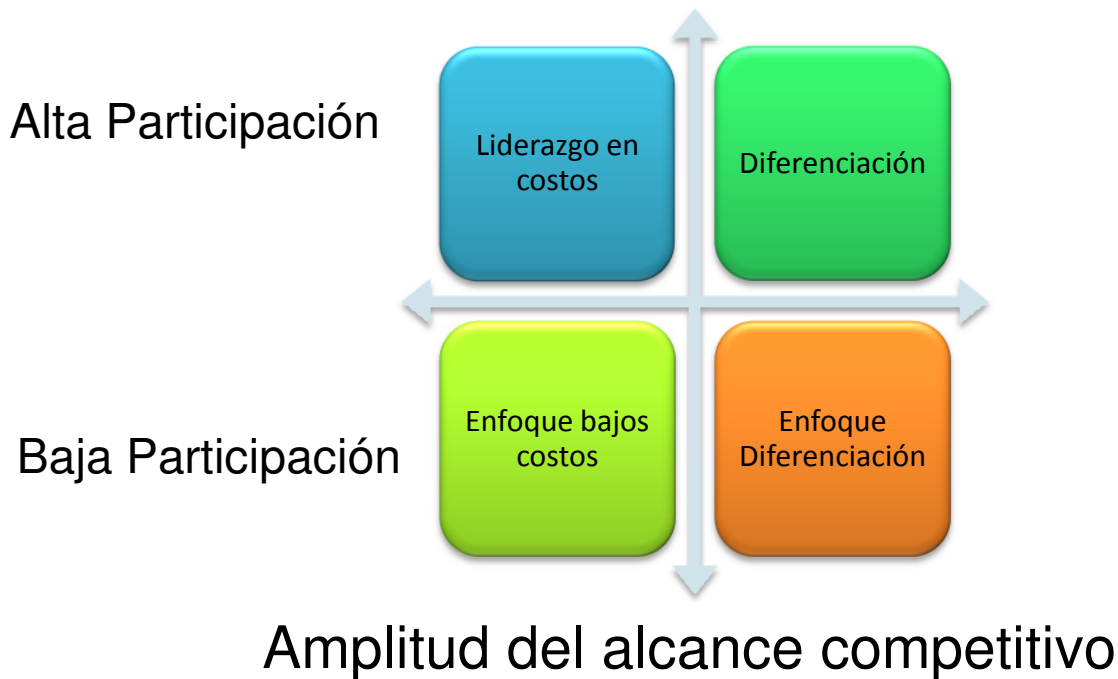 Alta Participación
Liderazgo en
costos
Diferenciación
Baja Participación
Enfoque bajos
costos
Enfoque
Diferenciación
Amplitud del alcance competitivo